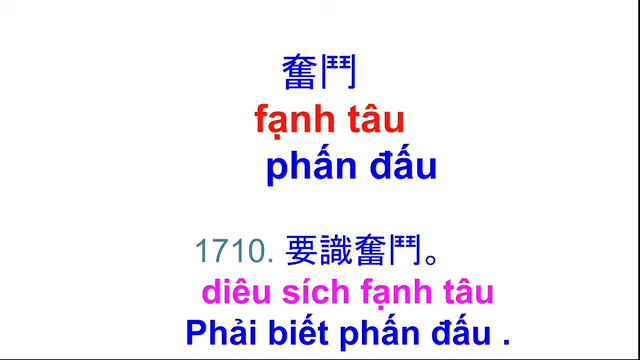 奮鬥
fạnh tâu
phấn đấu
1710. 要識奮鬥。
diêu sích fạnh tâu
Phải biết phấn đấu .